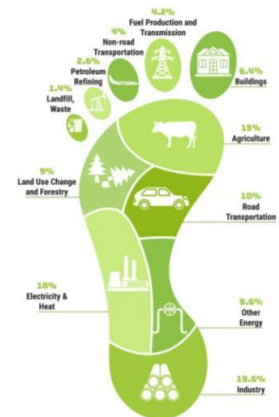 4.2%
Fuel Production and
Transmission
4%
Non-road
Transportation
2.6%
Petroleum
Refining
1.4%
Landfill,
Waste
6.4%
Buildings
15%
Agriculture
9%
Land Use Change
and Forestry
10%
Road
Transportation
18%
Electricity &
Heat
9.6%
Other
Energy
19.6%
Industry